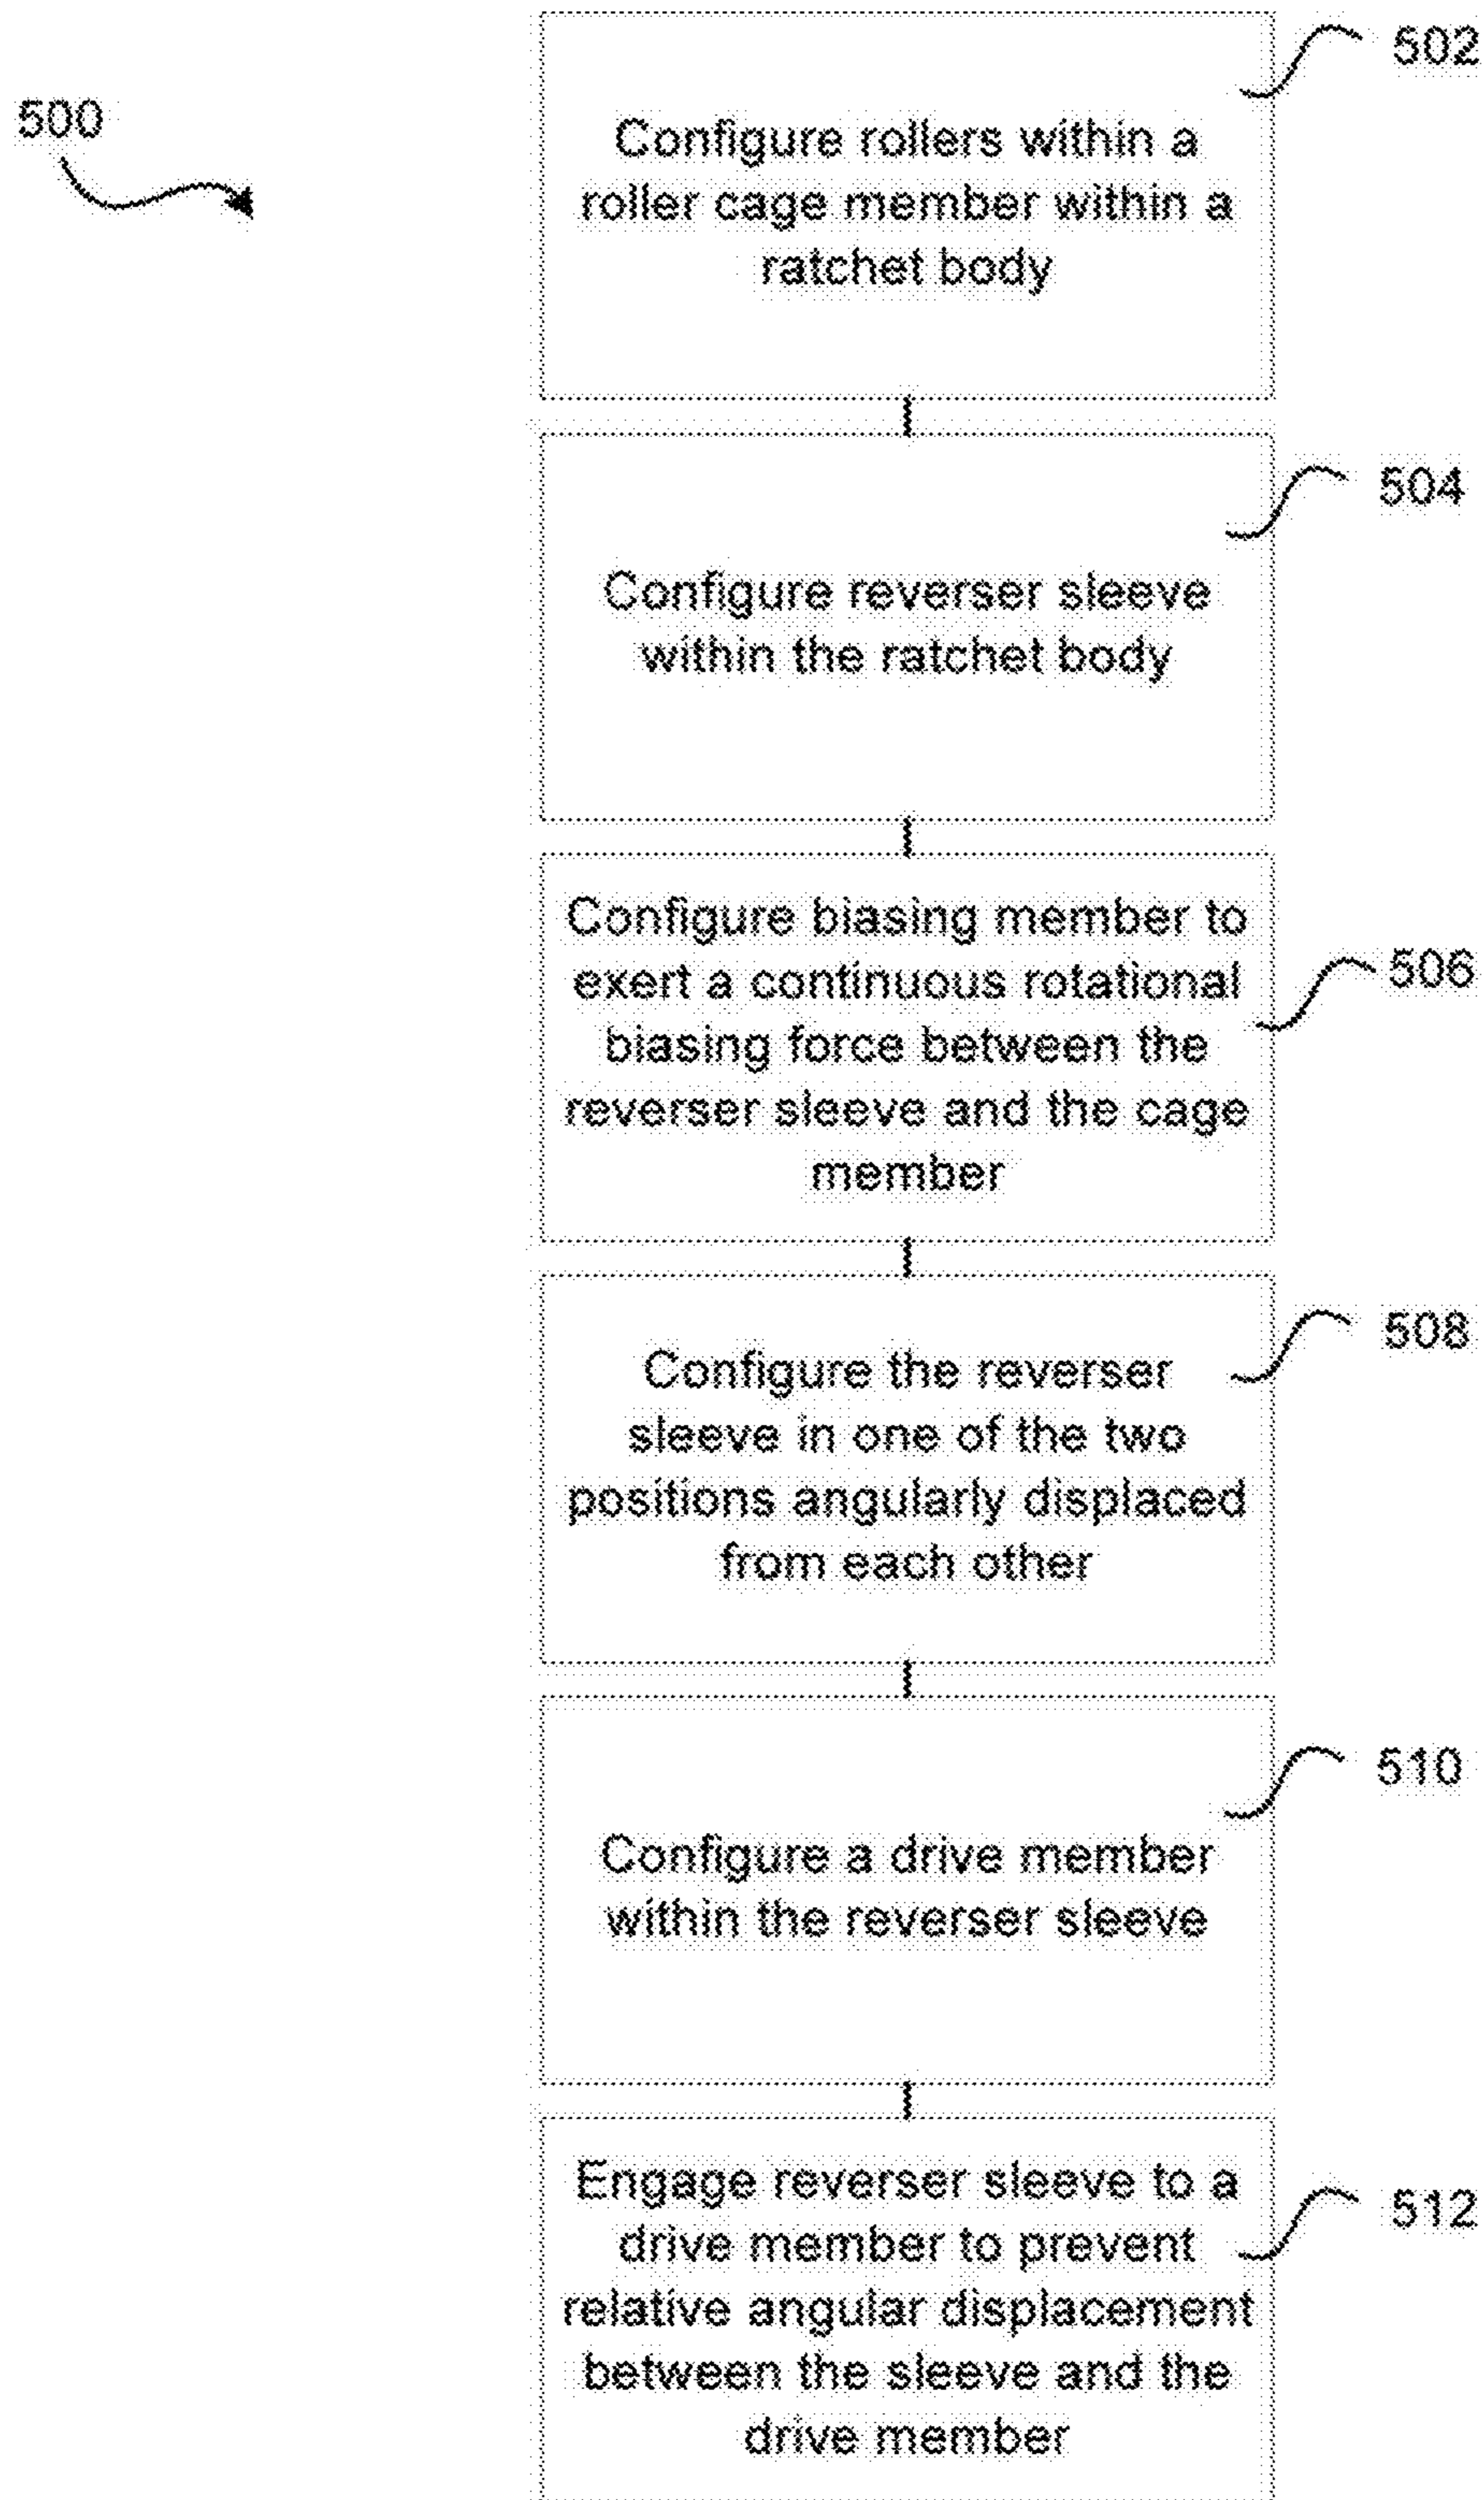 500
502
Configure rollers within a
roller cage member within a
ratchet body
504
Configure reverser sleeve
within the ratchet body
506
Configure biasing member to
exert a continuous rotational
biasing force between the
reverser sleeve and the cage
member
508
Configure the reverser
sleeve in one of the two
positions angularly displaced
from each other
510
Configure a drive member
within the reverser sleeve
512
Engage reverser sleeve to a
drive member to prevent
relative angular displacement
between the sleeve and the
drive member